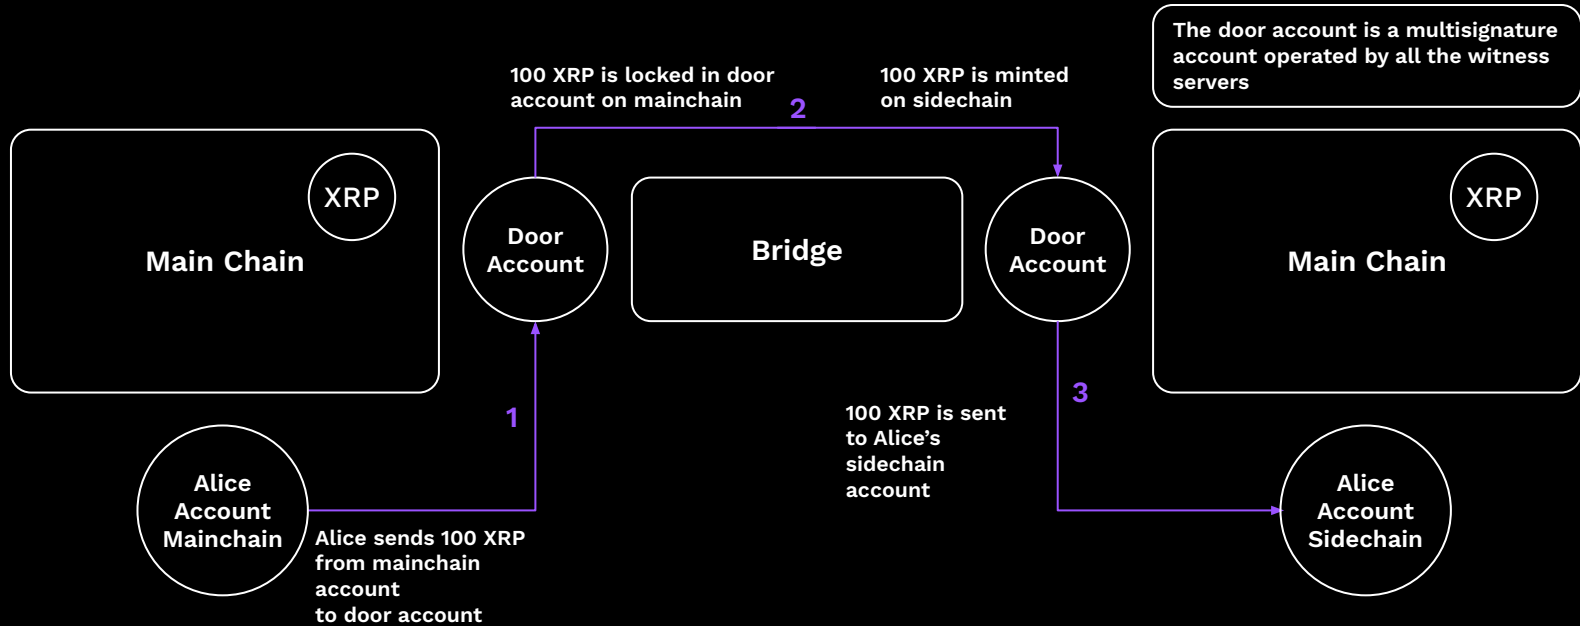 The door account is a multisignature
account operated by all the witness
servers
100 XRP is locked in door
account on mainchain
2
100 XRP is minted
on sidechain
XRP
Main Chain
Door
Account
Bridge
Door
Account
XRP
Main Chain
1
3
100 XRP is sent
to Alice’s
sidechain
account
Alice
Account
Mainchain
Alice sends 100 XRP
from mainchain
account
to door account
Alice
Account
Sidechain